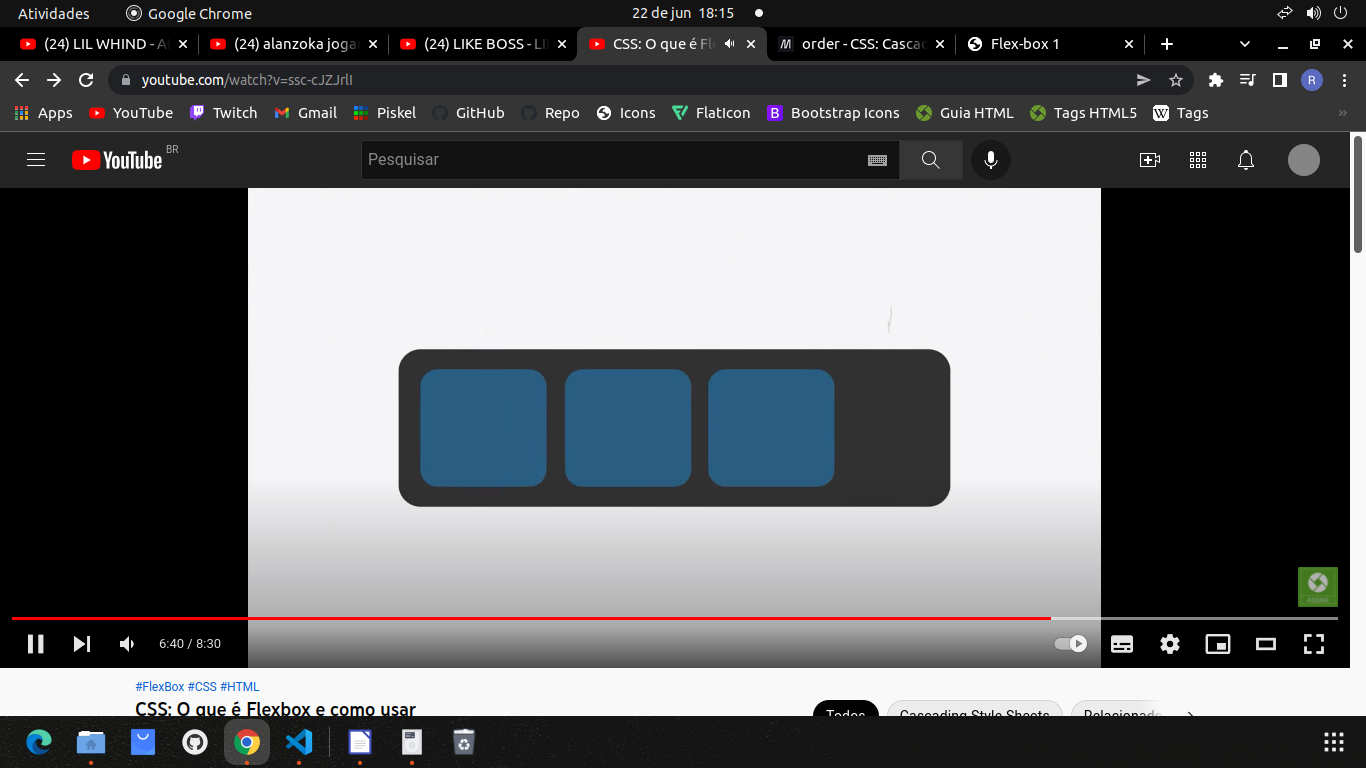 Atividades Google Chrome 22 de jun 18:15
(24) LIL WHIND - A (24) alanzoka joga (24) LIKE BOSS - LI CSS: O que é Fl order - CSS: Casca Flex-box 1
youtube.com/watch?v=ssc-cJZJrlI R
Apps YouTube Twitch Gmail Piskel GitHub Repo Icons FlatIcon B Bootstrap Icons Guia HTML Tags HTML5 W Tags »
YouTube BR Pesquisar
6:40 / 8:30
#FlexBox #CSS #HTML
CSS: O que é Flexbox e como usar Todos Cascading Style Sheets Relacionado